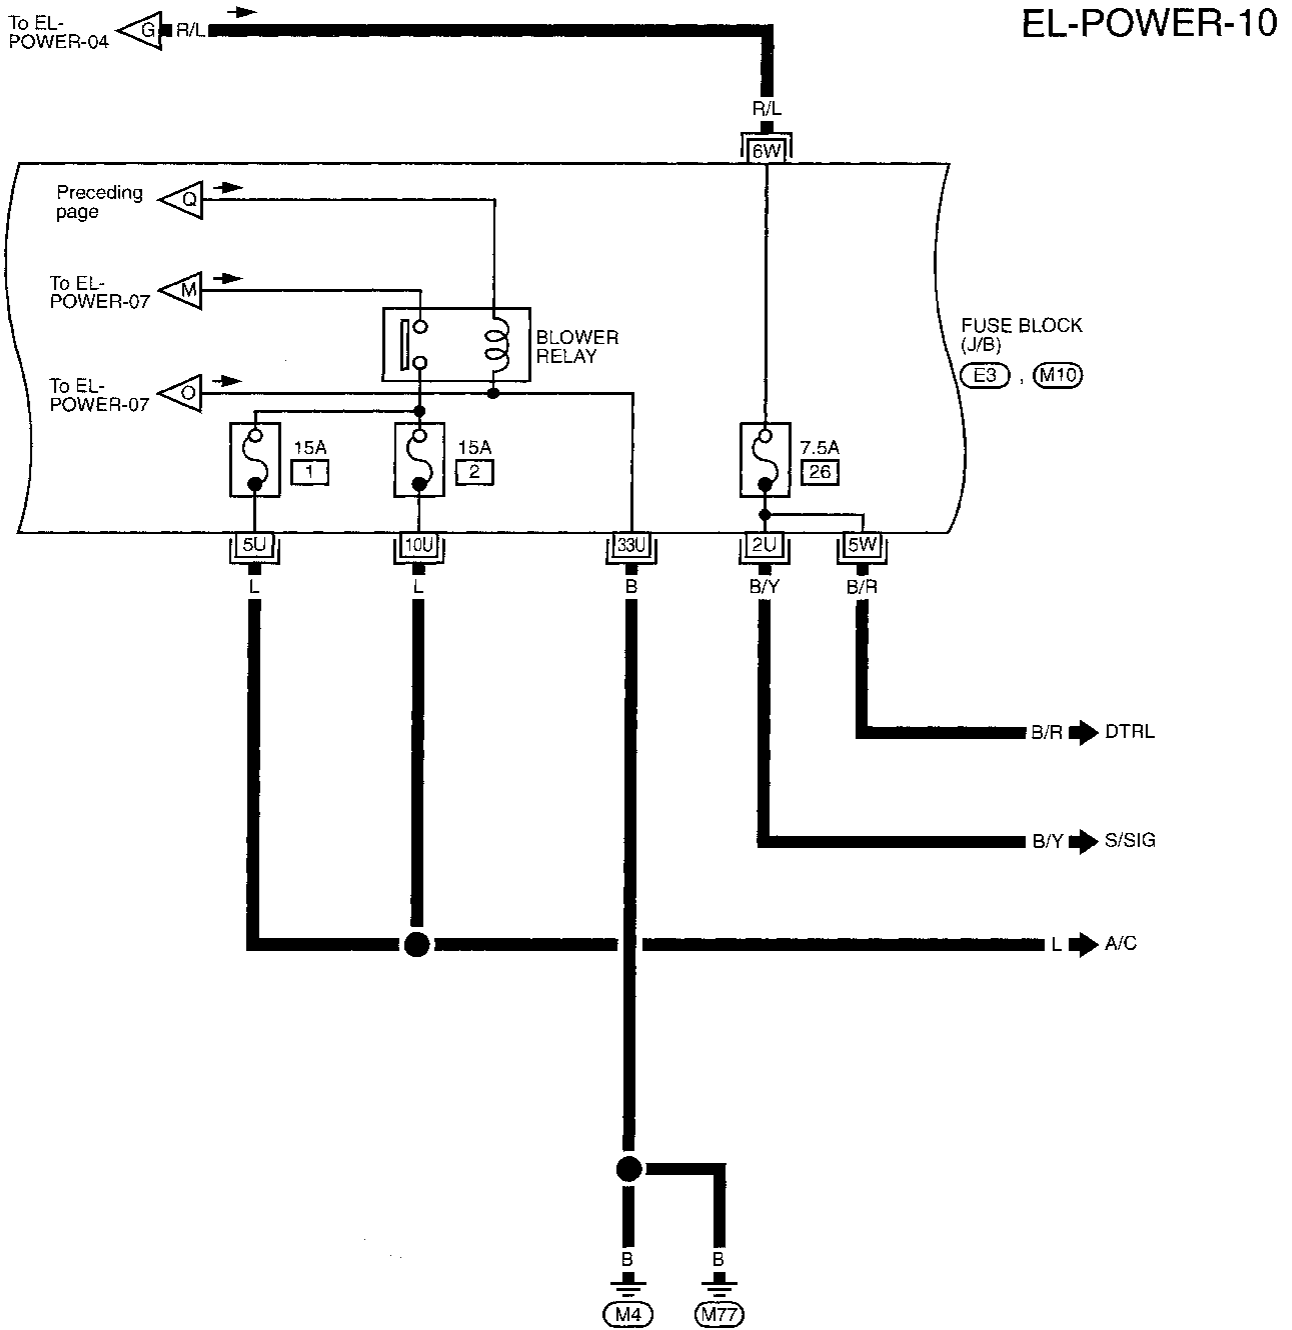 To EL-
POWER-04
G
R/L
EL-POWER-10
R/L
6W
Preceding
page
Q
To EL-
POWER-07
M
BLOWER
RELAY
FUSE BLOCK
(J/B)
E3 , M10
To EL-
POWER-07
O
15A
1
15A
2
7.5A
26
5U
10U
33U
2U
5W
L
L
B
B/Y
B/R
B/R
DTRL
B/Y
S/SIG
L
A/C
B
B
M4
M77